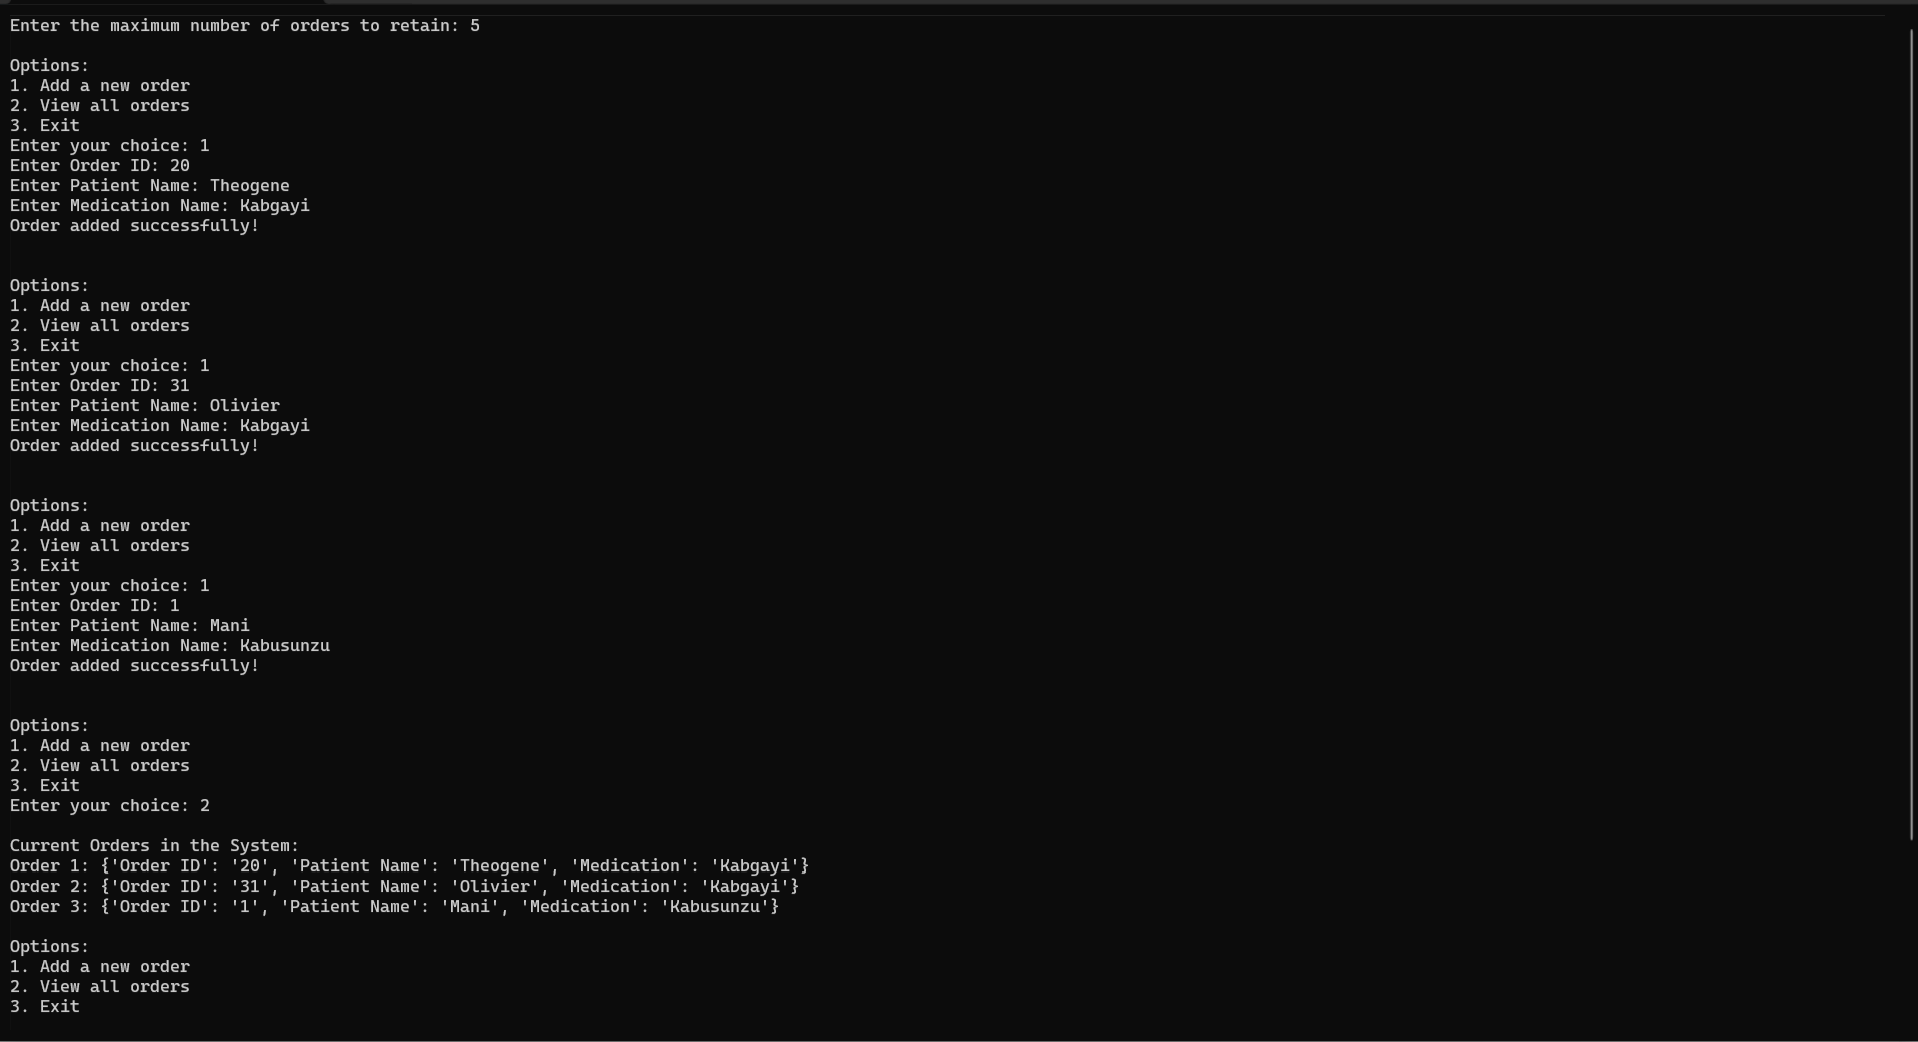 Enter the maximum number of orders to retain: 5
Options:
1. Add a new order
2. View all orders
3. Exit
Enter your choice: 1
Enter Order ID: 20
Enter Patient Name: Theogene
Enter Medication Name: Kabgayi
Order added successfully!
Options:
1. Add a new order
2. View all orders
3. Exit
Enter your choice: 1
Enter Order ID: 31
Enter Patient Name: Olivier
Enter Medication Name: Kabgayi
Order added successfully!
Options:
1. Add a new order
2. View all orders
3. Exit
Enter your choice: 1
Enter Order ID: 1
Enter Patient Name: Mani
Enter Medication Name: Kabusunzu
Order added successfully!
Options:
1. Add a new order
2. View all orders
3. Exit
Enter your choice: 2
Current Orders in the System:
Order 1: {'Order ID': '20', 'Patient Name': 'Theogene', 'Medication': 'Kabgayi'}
Order 2: {'Order ID': '31', 'Patient Name': 'Olivier', 'Medication': 'Kabgayi'}
Order 3: {'Order ID': '1', 'Patient Name': 'Mani', 'Medication': 'Kabusunzu'}
Options:
1. Add a new order
2. View all orders
3. Exit